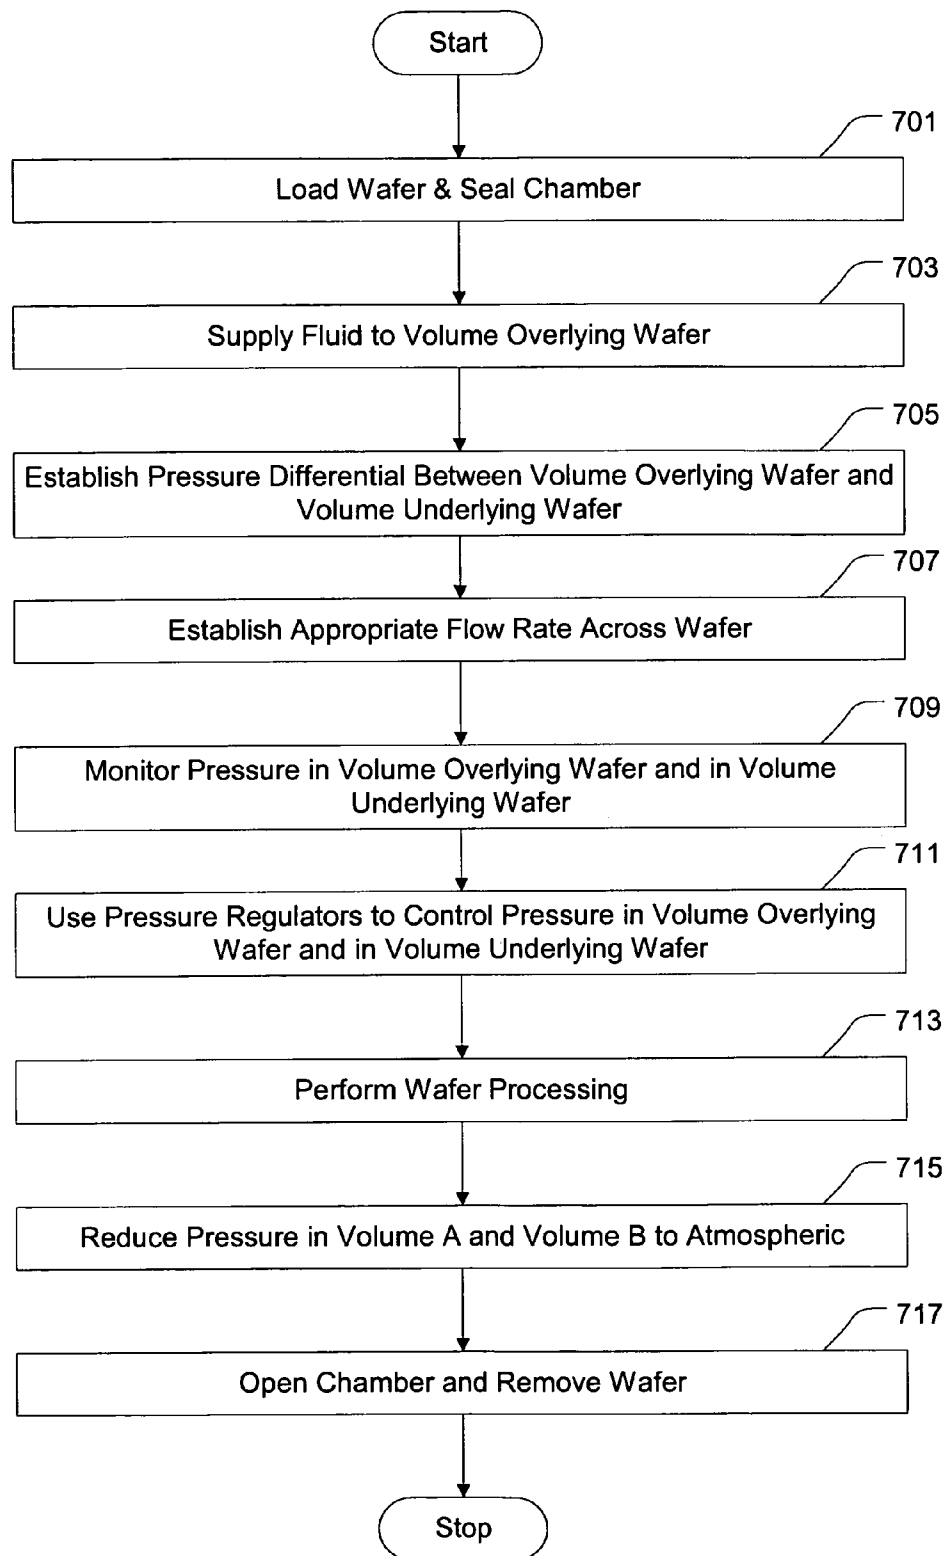 Start
701
Load Wafer & Seal Chamber
703
Supply Fluid to Volume Overlying Wafer
705
Establish Pressure Differential Between Volume Overlying Wafer and
Volume Underlying Wafer
707
Establish Appropriate Flow Rate Across Wafer
709
Monitor Pressure in Volume Overlying Wafer and in Volume
Underlying Wafer
711
Use Pressure Regulators to Control Pressure in Volume Overlying
Wafer and in Volume Underlying Wafer
713
Perform Wafer Processing
715
Reduce Pressure in Volume A and Volume B to Atmospheric
717
Open Chamber and Remove Wafer
Stop